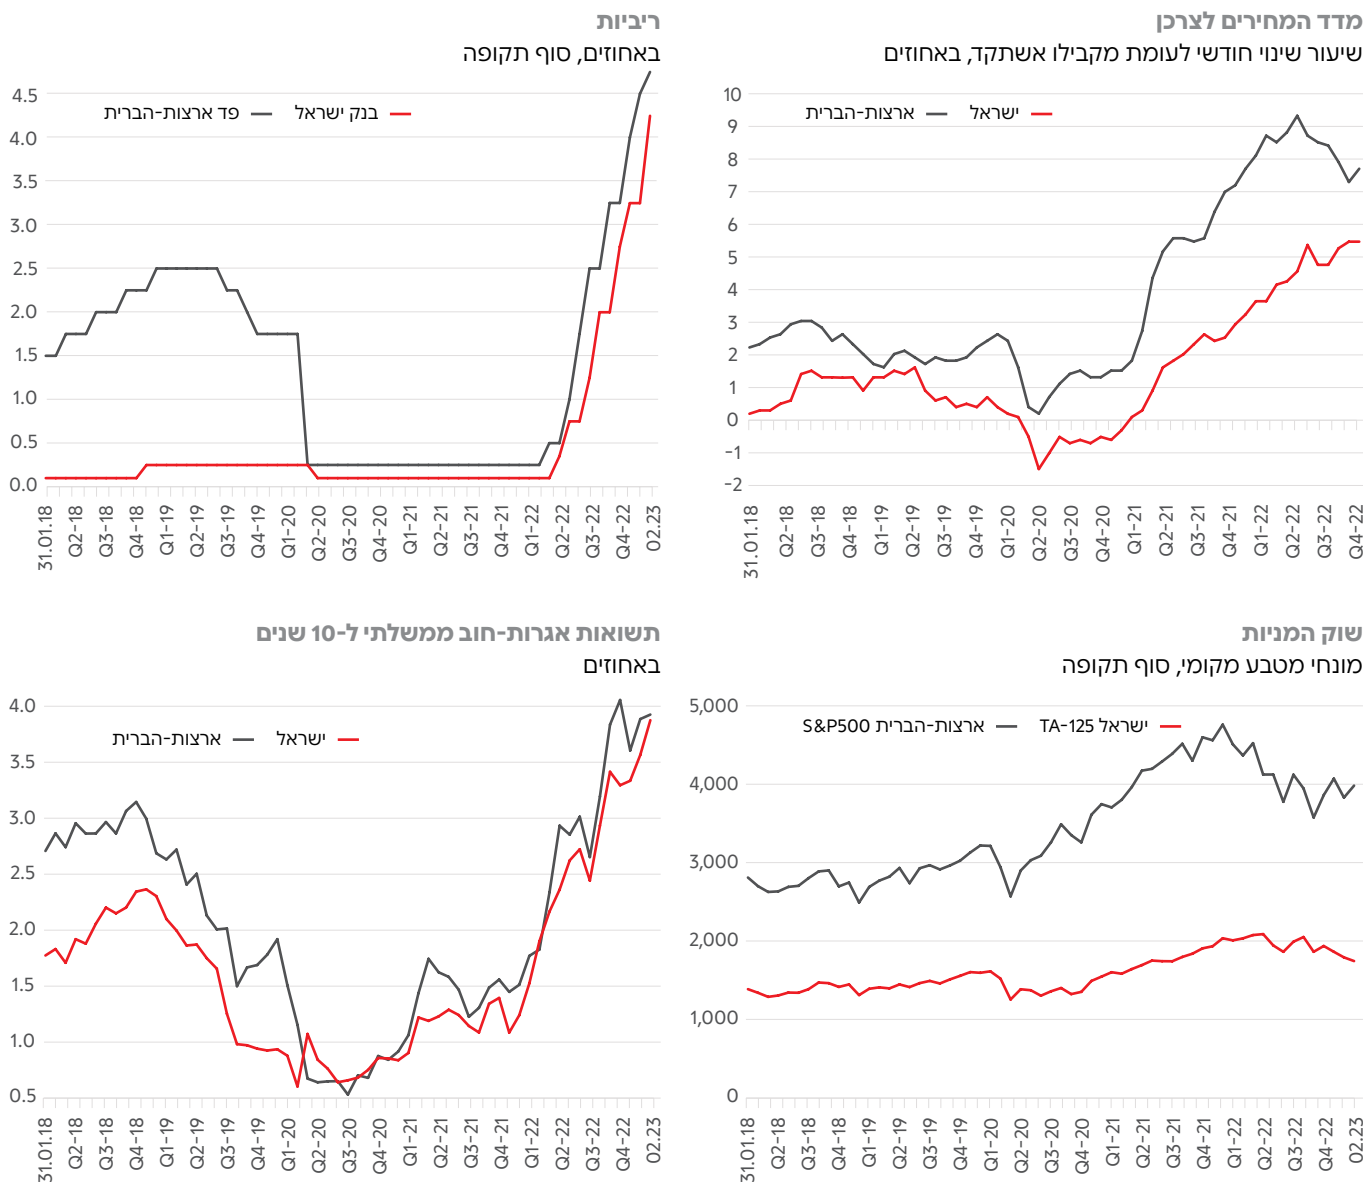 מדד המחירים לצרכן
שיעור שינוי חודשי לעומת מקבילו אשתקד, באחוזים
ישראל
ארצות-הברית
10
9
8
7
6
5
4
3
2
1
0
-1
-2
31.01.18
Q2-18
Q3-18
Q4-18
Q1-19
Q2-19
Q3-19
Q4-19
Q1-20
Q2-20
Q3-20
Q4-20
Q1-21
Q2-21
Q3-21
Q4-21
Q1-22
Q2-22
Q3-22
Q4-22
ריביות
באחוזים, סוף תקופה
בנק ישראל
פד ארצות-הברית
4.5
4.0
3.5
3.0
2.5
2.0
1.5
1.0
0.5
0.0
31.01.18
Q2-18
Q3-18
Q4-18
Q1-19
Q2-19
Q3-19
Q4-19
Q1-20
Q2-20
Q3-20
Q4-20
Q1-21
Q2-21
Q3-21
Q4-21
Q1-22
Q2-22
Q3-22
Q4-22
02.23
שוק המניות
מונחי מטבע מקומי, סוף תקופה
ישראל TA-125
ארצות-הברית S&P500
5,000
4,000
3,000
2,000
1,000
0
31.01.18
Q2-18
Q3-18
Q4-18
Q1-19
Q2-19
Q3-19
Q4-19
Q1-20
Q2-20
Q3-20
Q4-20
Q1-21
Q2-21
Q3-21
Q4-21
Q1-22
Q2-22
Q3-22
Q4-22
02.23
תשואות אגרות-חוב ממשלתי ל-10 שנים
באחוזים
ישראל
ארצות-הברית
4.0
3.5
3.0
2.5
2.0
1.5
1.0
0.5
31.01.18
Q2-18
Q3-18
Q4-18
Q1-19
Q2-19
Q3-19
Q4-19
Q1-20
Q2-20
Q3-20
Q4-20
Q1-21
Q2-21
Q3-21
Q4-21
Q1-22
Q2-22
Q3-22
Q4-22
02.23